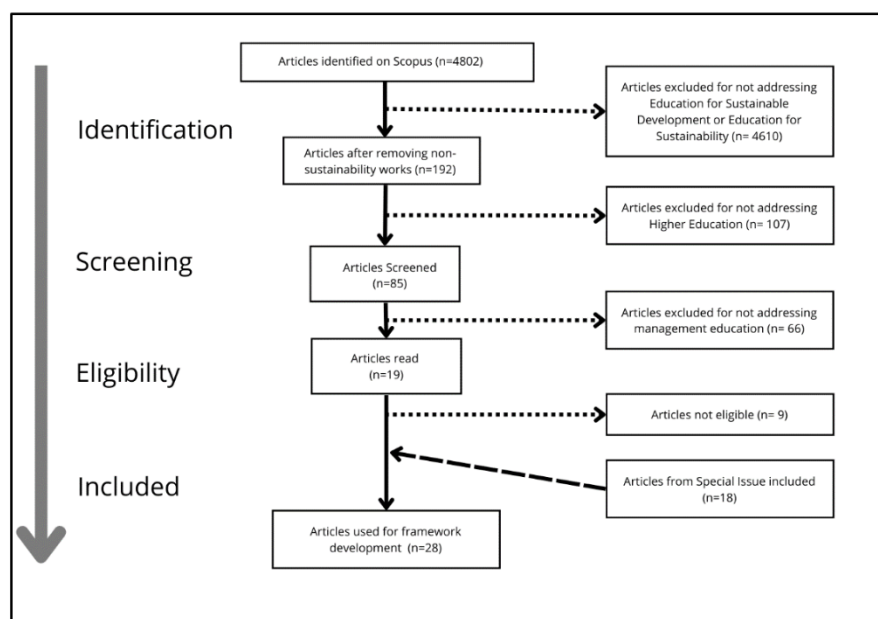 Articles identified on Scopus (n=4802)
Articles excluded for not addressing
Education for Sustainable
Development or Education for
Sustainability (n= 4610)
Identification
Articles after removing non-
sustainability works (n=192)
Articles excluded for not addressing
Higher Education (n= 107)
Screening
Articles Screened
(n=85)
Articles excluded for not addressing
management education (n= 66)
Eligibility
Articles read
(n=19)
Articles not eligible (n= 9)
Included
Articles from Special Issue included
(n=18)
Articles used for framework
development (n=28)